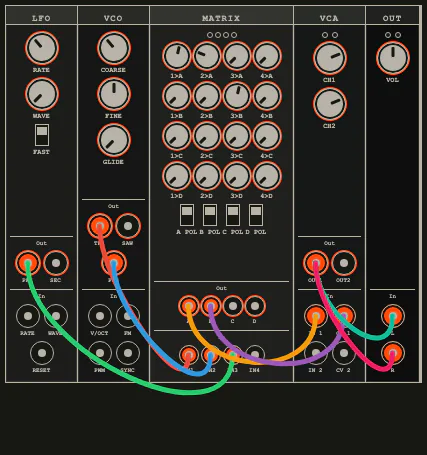 LFO
VCO
MATRIX
VCA
OUT
RATE
WAVE
FAST
COARSE
FINE
GLIDE
1>A 2>A 3>A 4>A
1>B 2>B 3>B 4>B
1>C 2>C 3>C 4>C
1>D 2>D 3>D 4>D
A POL B POL C POL D POL
CH1
CH2
VOL
Out
SEC
In
RATE WAVE
RESET
Out
SAW
In
V/OCT FM
PWM SYNC
Out
C D
IN4
Out
OUT2
In
IN 2 CV 2
In
R